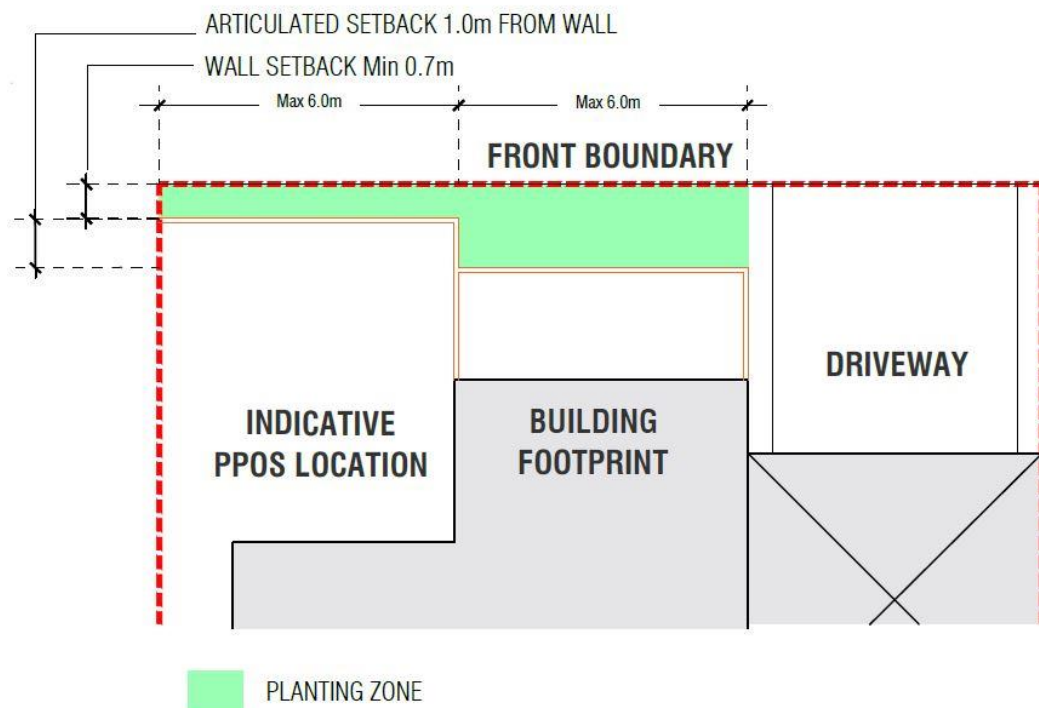 ARTICULATED SETBACK 1.0m FROM WALL
WALL SETBACK Min 0.7m
Max 6.0m
Max 6.0m
FRONT BOUNDARY
DRIVEWAY
INDICATIVE
PPOS LOCATION
BUILDING
FOOTPRINT
PLANTING ZONE